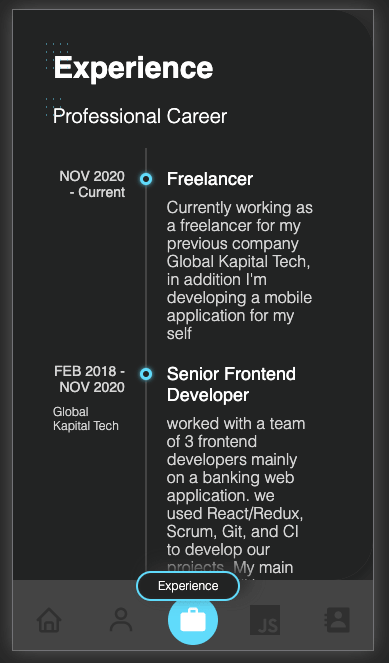 Experience
Professional Career
NOV 2020
- Current
Freelancer
Currently working as
a freelancer for my
previous company
Global Kapital Tech,
in addition I'm
developing a mobile
application for my
self
FEB 2018 -
NOV 2020
Global
Kapital Tech
Senior Frontend
Developer
worked with a team
of 3 frontend
developers mainly
on a banking web
application. we
used React/Redux,
Scrum, Git, and CI
to develop our
projects. My main
Experience
JS